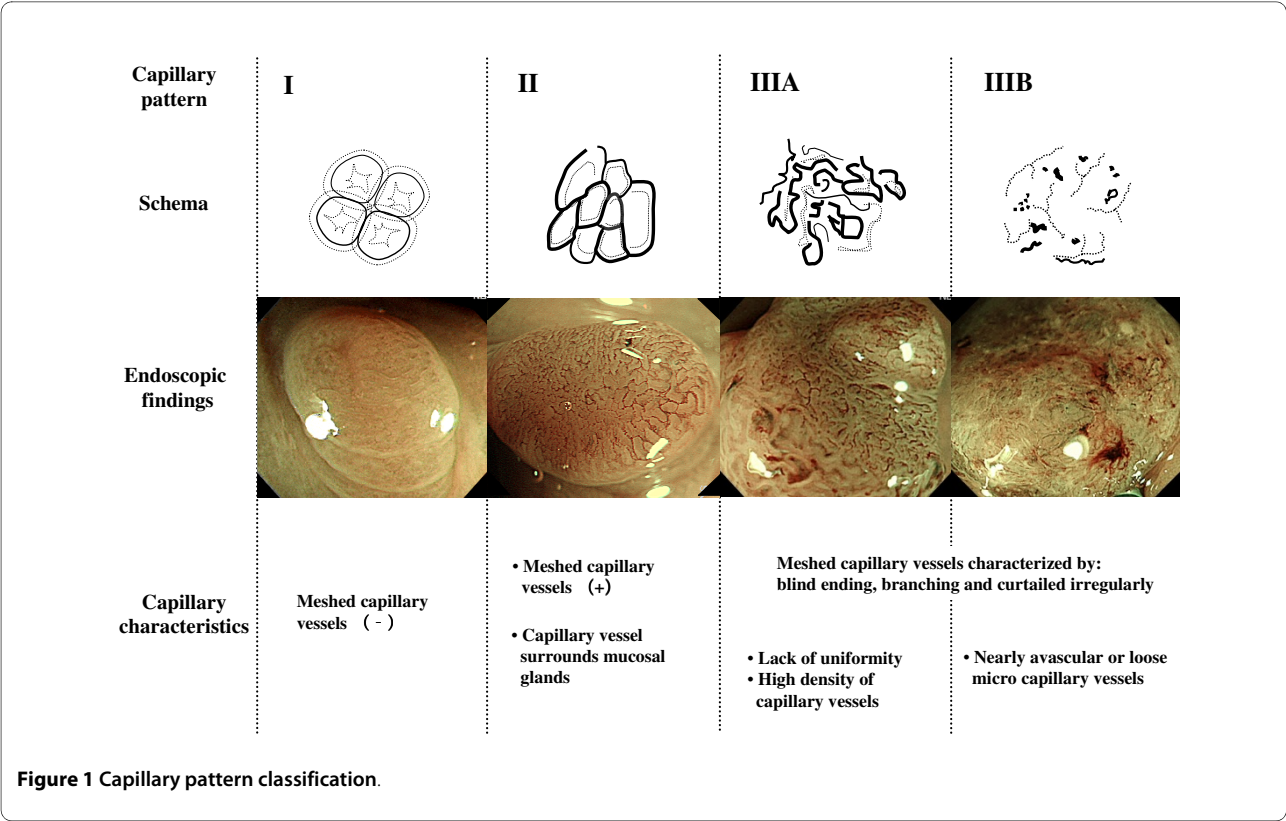 Capillary
pattern
I
II
IIIA
IIIB
Schema
Endoscopic
findings
Capillary
characteristics
Meshed capillary
vessels （-）
• Meshed capillary
vessels （+）
• Capillary vessel
surrounds mucosal
glands
Meshed capillary vessels characterized by:
blind ending, branching and curtailed irregularly
• Lack of uniformity
• High density of
capillary vessels
• Nearly avascular or loose
micro capillary vessels
Figure 1 Capillary pattern classification.